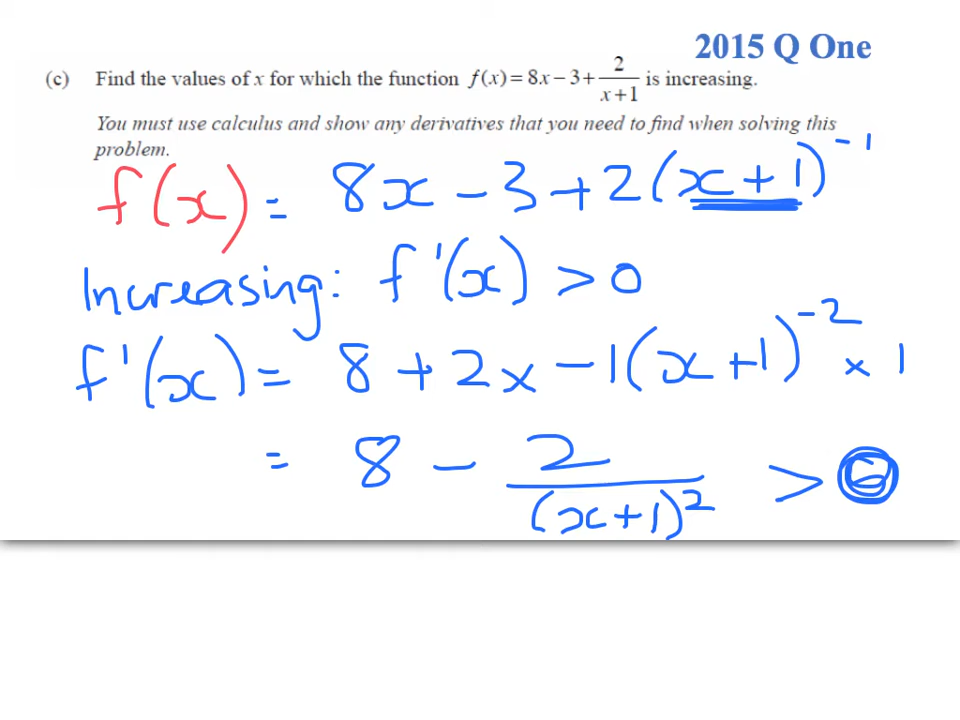 2015 Q One
(c) Find the values of x for which the function f(x) = 8x − 3 + 2/(x+1) is increasing.
You must use calculus and show any derivatives that you need to find when solving this
problem.
f(x) = 8x − 3 + 2(x+1)⁻¹
Increasing: f'(x) > 0
f'(x) = 8 + 2 × −1(x+1)⁻² × 1
= 8 − 2/(x+1)² >